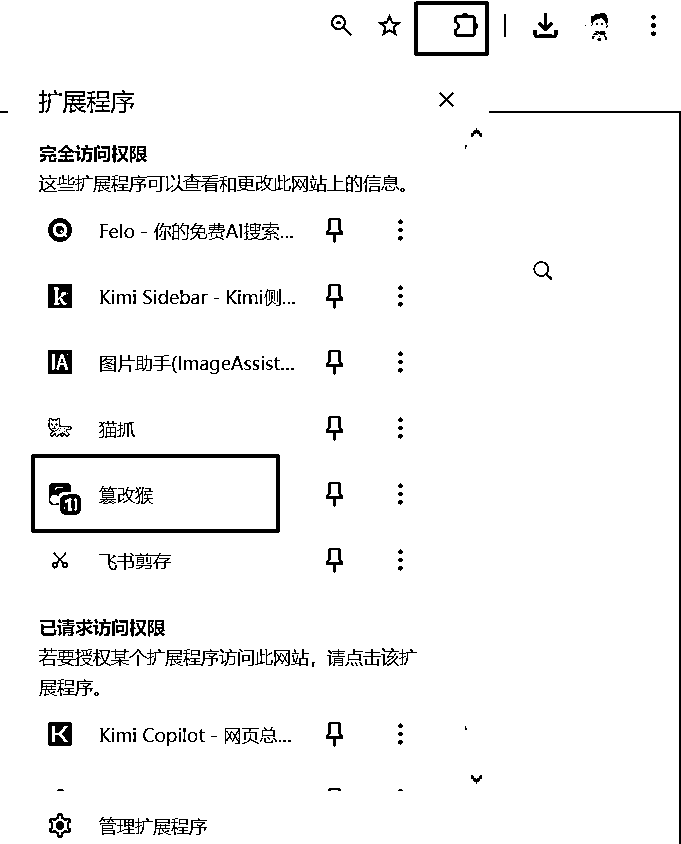 扩展程序
完全访问权限
这些扩展程序可以查看和更改此网站上的信息。
Felo - 你的免费AI搜索...
Kimi Sidebar - Kimi侧...
IA
图片助手(ImageAssist...
猫抓
11
篡改猴
飞书剪存
已请求访问权限
若要授权某个扩展程序访问此网站，请点击该扩
展程序。
Kimi Copilot - 网页总...
管理扩展程序